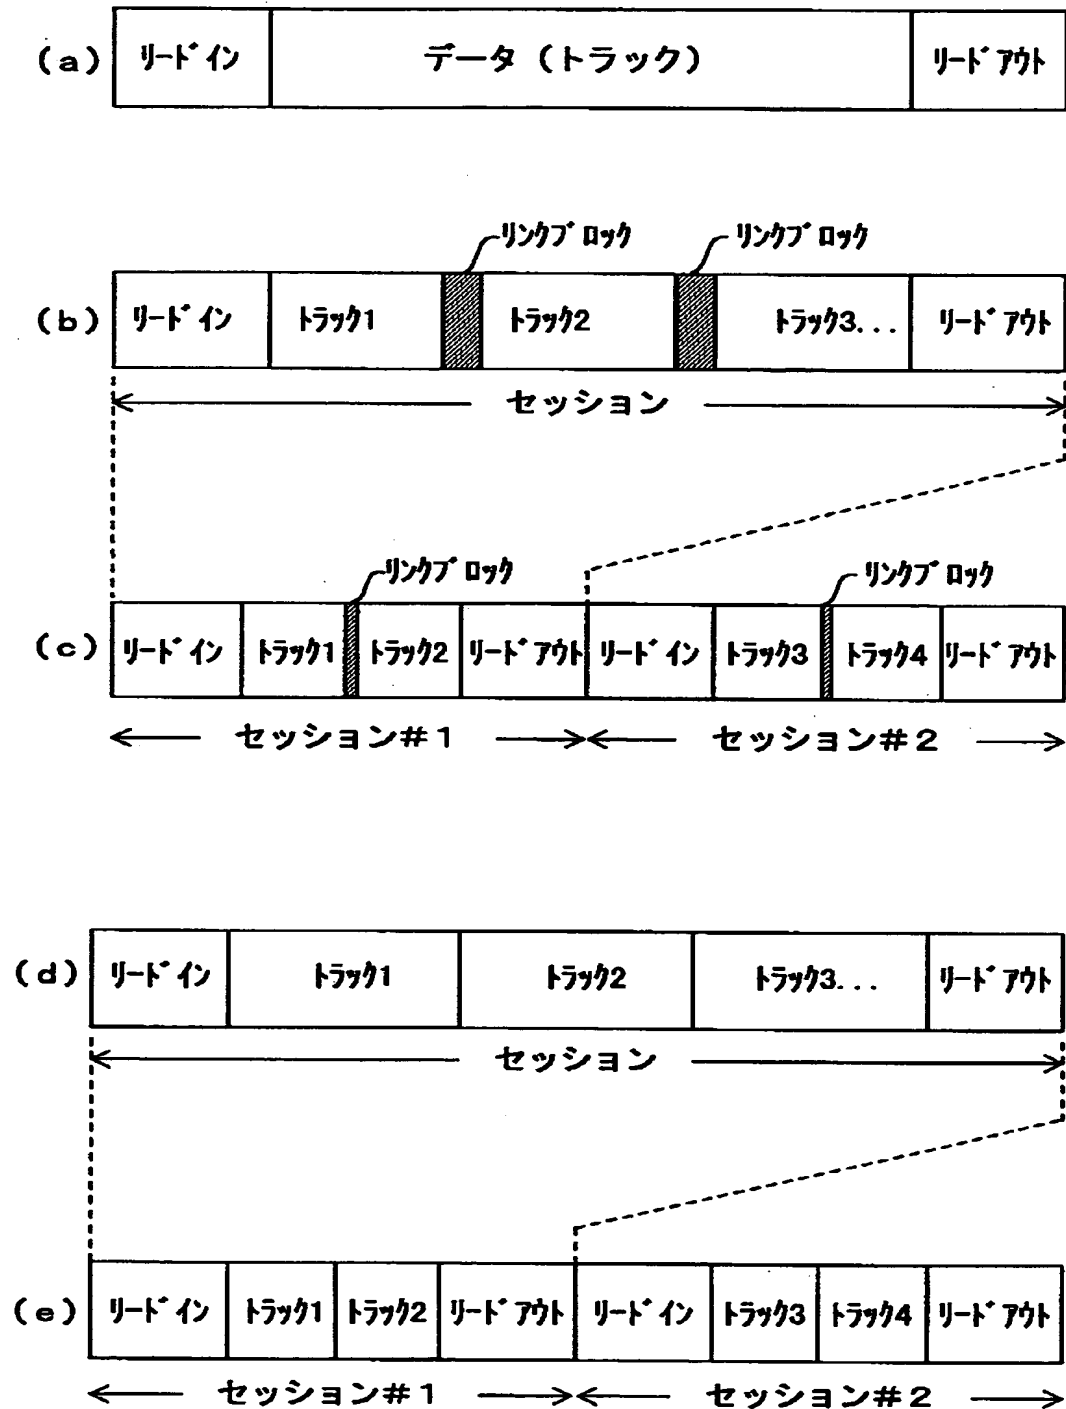 (a) ﾘｰﾄﾞｲﾝ データ（トラック） ﾘｰﾄﾞｱｳﾄ
ﾘﾝｸﾌﾞﾛｯｸ ﾘﾝｸﾌﾞﾛｯｸ
(b) ﾘｰﾄﾞｲﾝ ﾄﾗｯｸ1 ﾄﾗｯｸ2 ﾄﾗｯｸ3... ﾘｰﾄﾞｱｳﾄ
セッション
ﾘﾝｸﾌﾞﾛｯｸ ﾘﾝｸﾌﾞﾛｯｸ
(c) ﾘｰﾄﾞｲﾝ ﾄﾗｯｸ1 ﾄﾗｯｸ2 ﾘｰﾄﾞｱｳﾄ ﾘｰﾄﾞｲﾝ ﾄﾗｯｸ3 ﾄﾗｯｸ4 ﾘｰﾄﾞｱｳﾄ
セッション＃１ セッション＃２
(d) ﾘｰﾄﾞｲﾝ ﾄﾗｯｸ1 ﾄﾗｯｸ2 ﾄﾗｯｸ3... ﾘｰﾄﾞｱｳﾄ
セッション
(e) ﾘｰﾄﾞｲﾝ ﾄﾗｯｸ1 ﾄﾗｯｸ2 ﾘｰﾄﾞｱｳﾄ ﾘｰﾄﾞｲﾝ ﾄﾗｯｸ3 ﾄﾗｯｸ4 ﾘｰﾄﾞｱｳﾄ
セッション＃１ セッション＃２